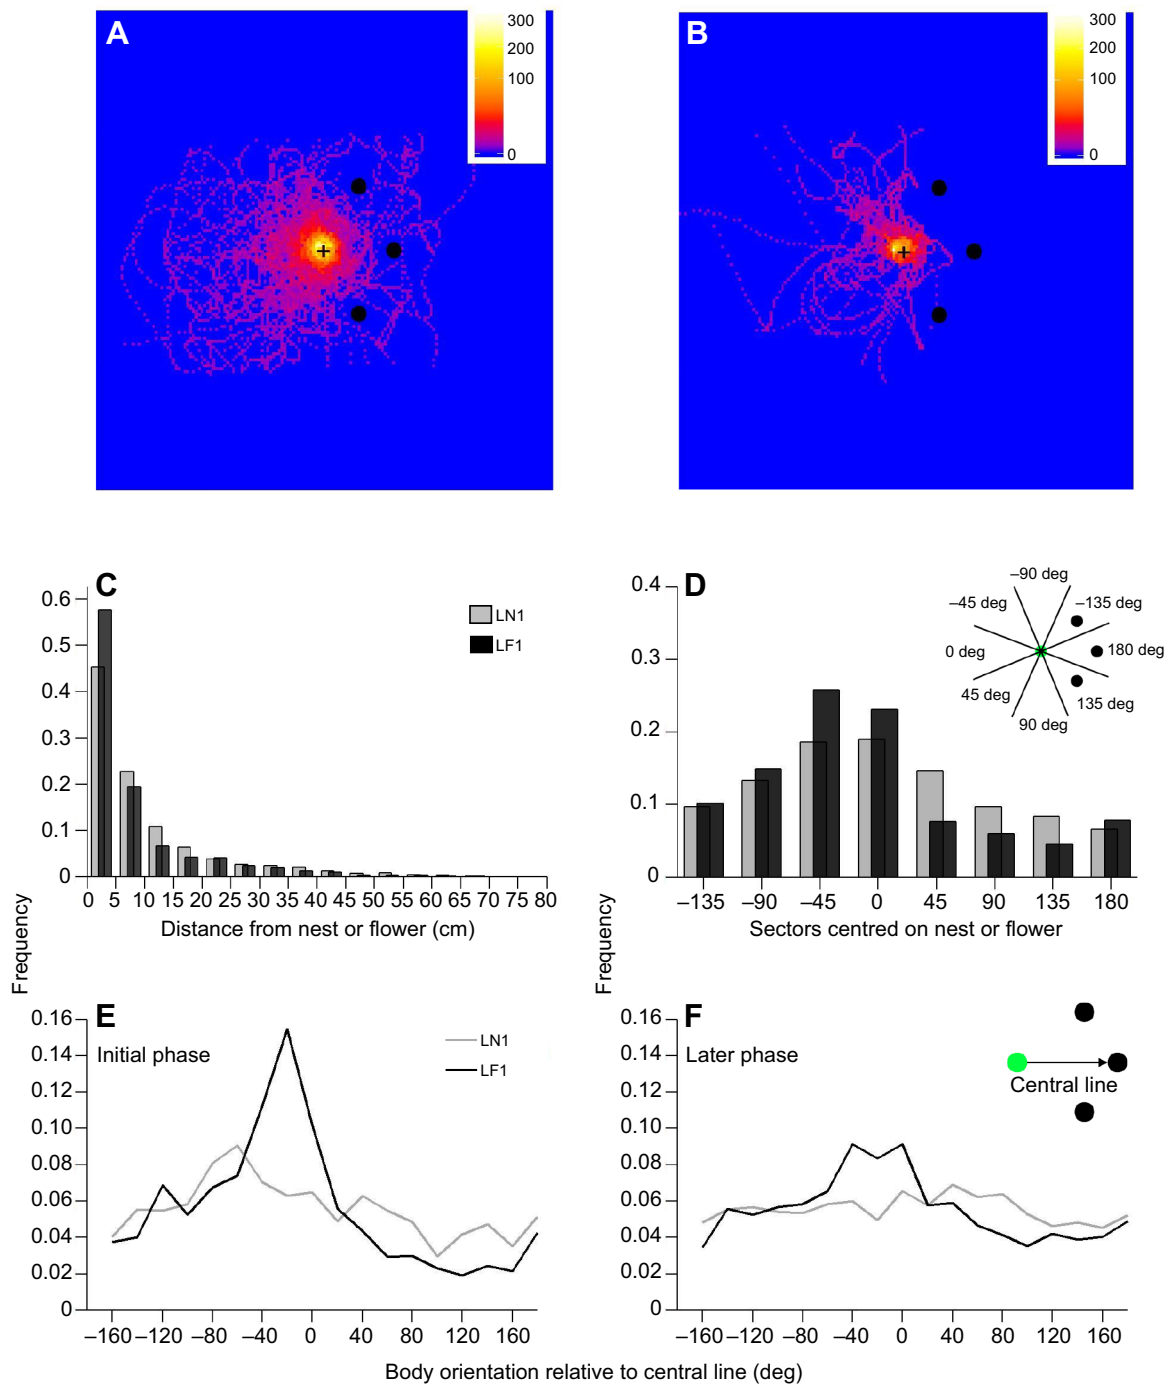 A
300
200
100
0
B
300
200
100
0
C
0.6
0.5
0.4
0.3
0.2
0.1
0
LN1
LF1
0 5 10 15 20 25 30 35 40 45 50 55 60 65 70 75 80
Distance from nest or flower (cm)
Frequency
D
0.4
0.3
0.2
0.1
0
–90 deg
–45 deg
–135 deg
0 deg
180 deg
45 deg
135 deg
90 deg
–135 –90 –45 0 45 90 135 180
Sectors centred on nest or flower
Frequency
E
Initial phase
0.16
0.14
0.12
0.10
0.08
0.06
0.04
0.02
0
LN1
LF1
–160 –120 –80 –40 0 40 80 120 160
F
Later phase
0.16
0.14
0.12
0.10
0.08
0.06
0.04
0.02
0
Central line
–160 –120 –80 –40 0 40 80 120 160
Body orientation relative to central line (deg)